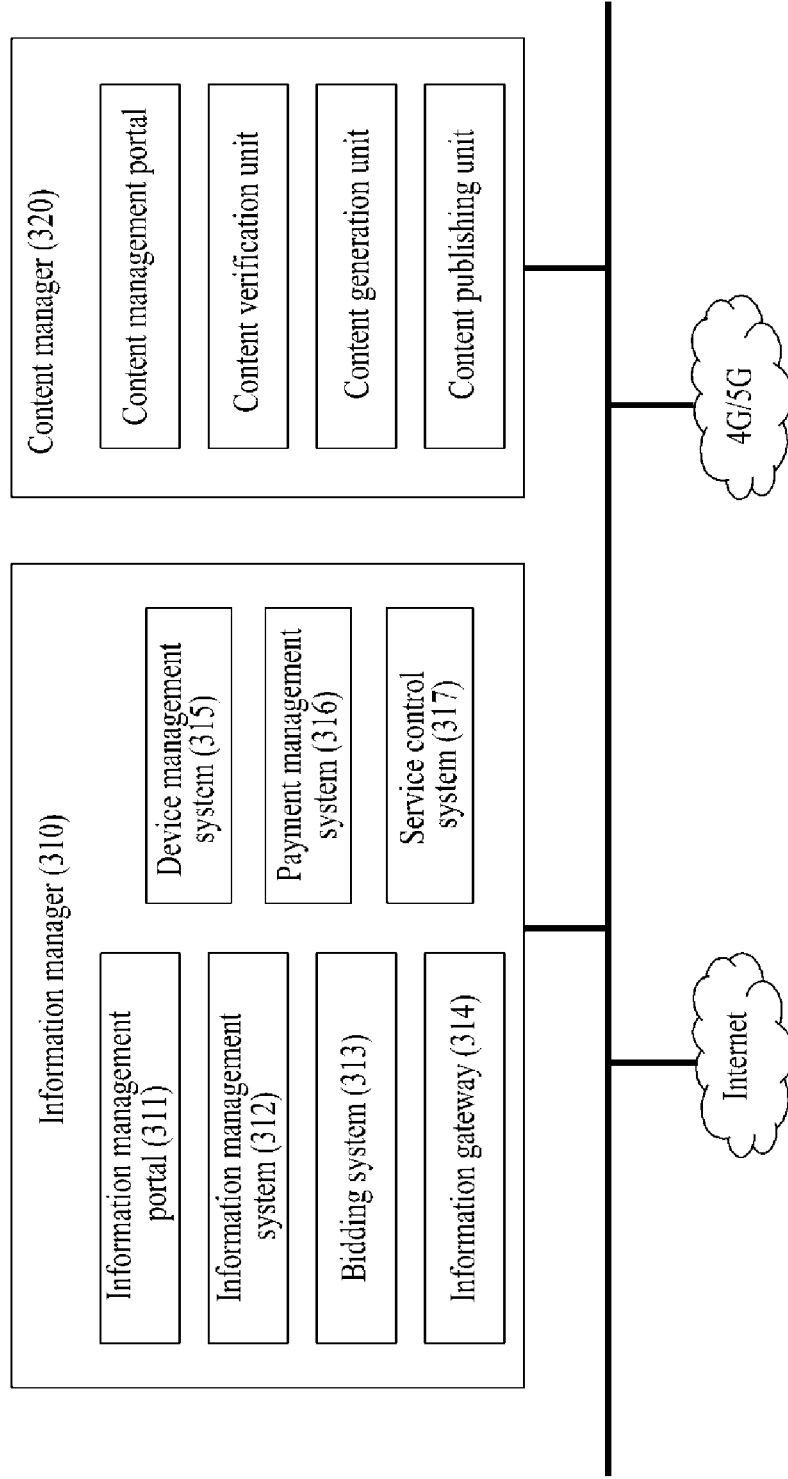 Information manager (310)
Information management
portal (311)
Information management
system (312)
Bidding system (313)
Information gateway (314)
Device management
system (315)
Payment management
system (316)
Service control
system (317)
Content manager (320)
Content management portal
Content verification unit
Content generation unit
Content publishing unit
Internet
4G/5G